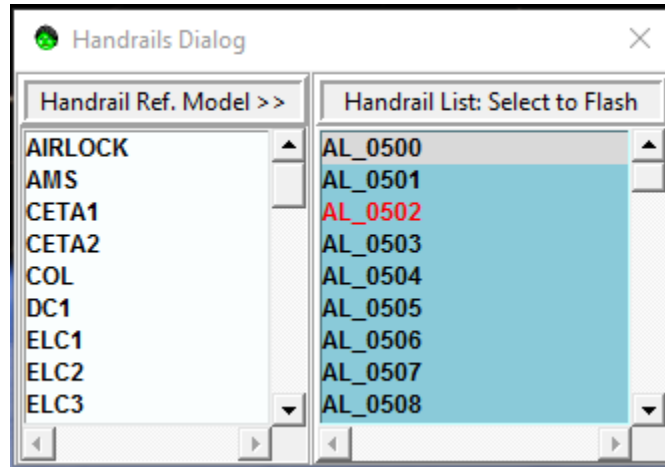 Handrails Dialog
Handrail Ref. Model >>
AIRLOCK
AMS
CETA1
CETA2
COL
DC1
ELC1
ELC2
ELC3
Handrail List: Select to Flash
AL_0500
AL_0501
AL_0502
AL_0503
AL_0504
AL_0505
AL_0506
AL_0507
AL_0508